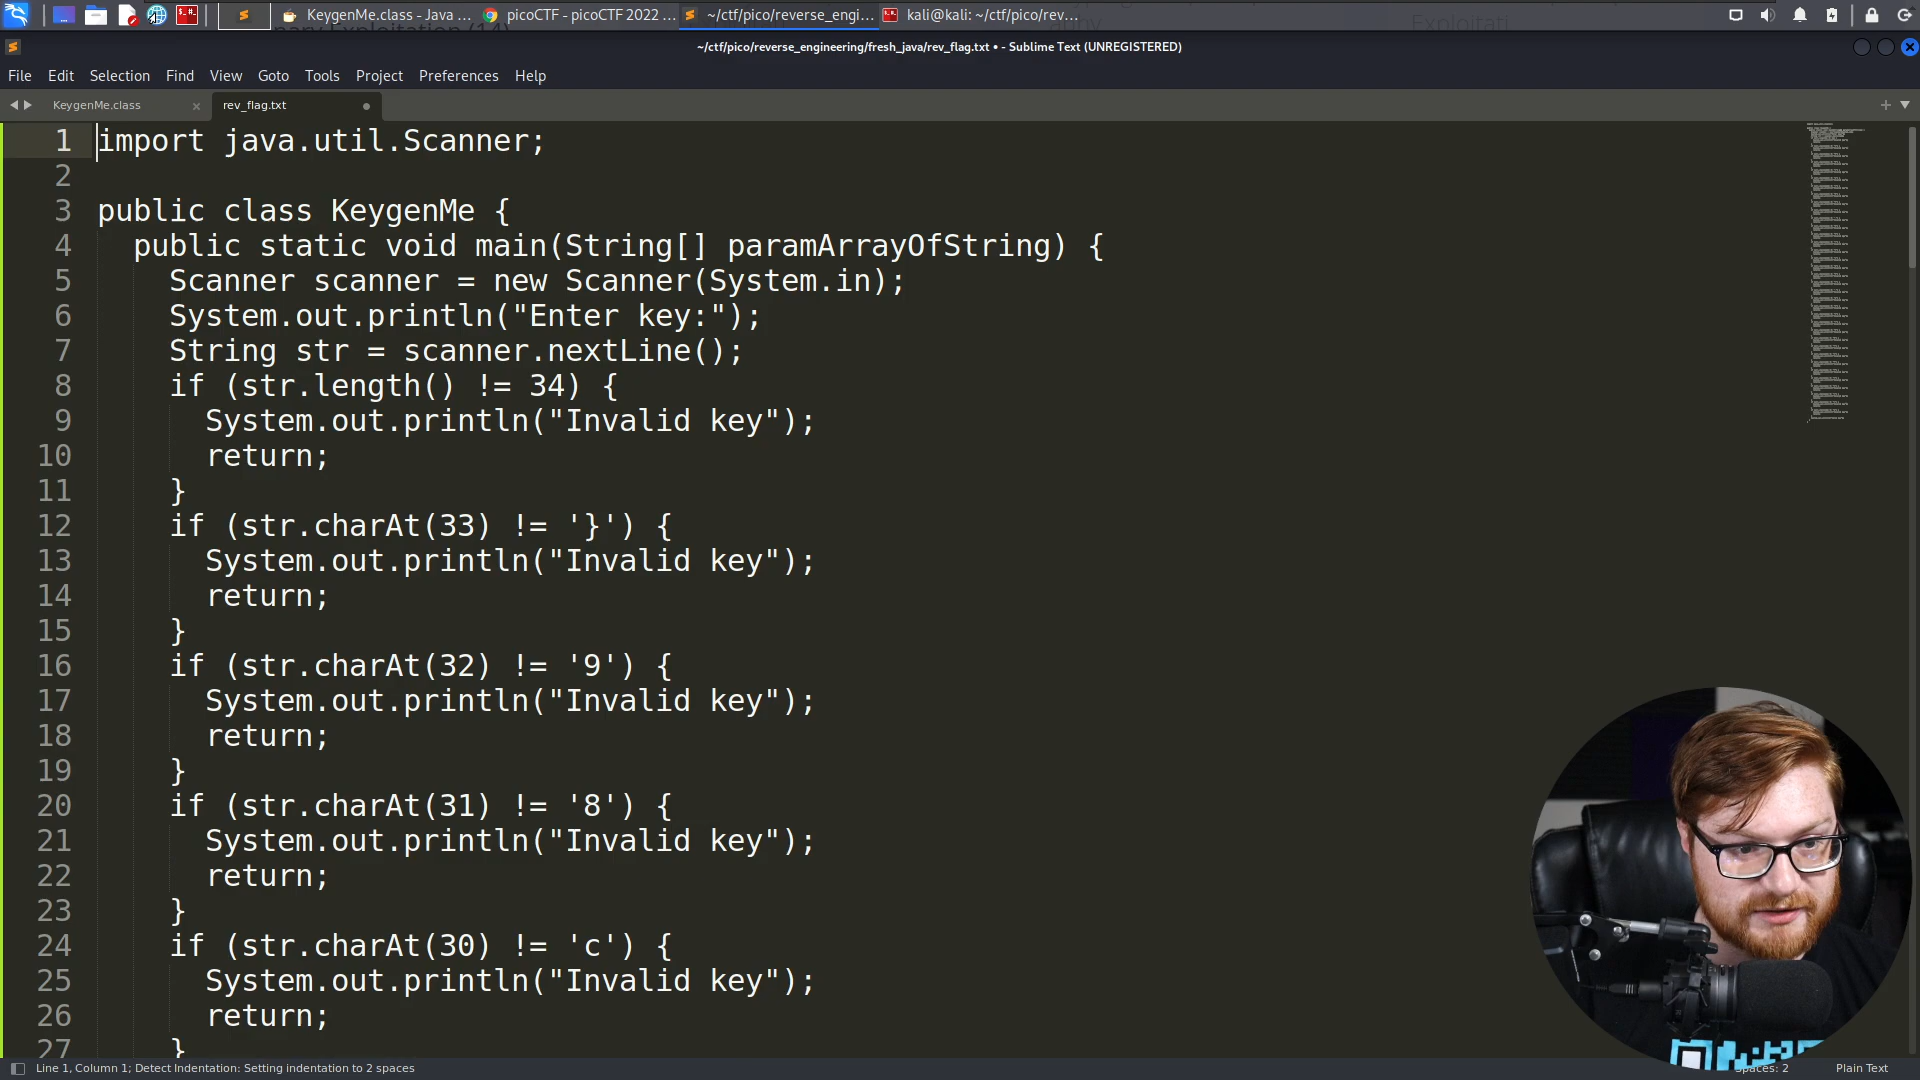 KeygenMe.class - Java ...
picoCTF - picoCTF 2022 ...
~/ctf/pico/reverse_engi...
kali@kali: ~/ctf/pico/rev...
~/ctf/pico/reverse_engineering/fresh_java/rev_flag.txt • - Sublime Text (UNREGISTERED)
File Edit Selection Find View Goto Tools Project Preferences Help
KeygenMe.class
rev_flag.txt
1 import java.util.Scanner;
2
3 public class KeygenMe {
4 public static void main(String[] paramArrayOfString) {
5 Scanner scanner = new Scanner(System.in);
6 System.out.println("Enter key:");
7 String str = scanner.nextLine();
8 if (str.length() != 34) {
9 System.out.println("Invalid key");
10 return;
11 }
12 if (str.charAt(33) != '}') {
13 System.out.println("Invalid key");
14 return;
15 }
16 if (str.charAt(32) != '9') {
17 System.out.println("Invalid key");
18 return;
19 }
20 if (str.charAt(31) != '8') {
21 System.out.println("Invalid key");
22 return;
23 }
24 if (str.charAt(30) != 'c') {
25 System.out.println("Invalid key");
26 return;
27 }
Line 1, Column 1; Detect Indentation: Setting indentation to 2 spaces
Spaces: 2
Plain Text